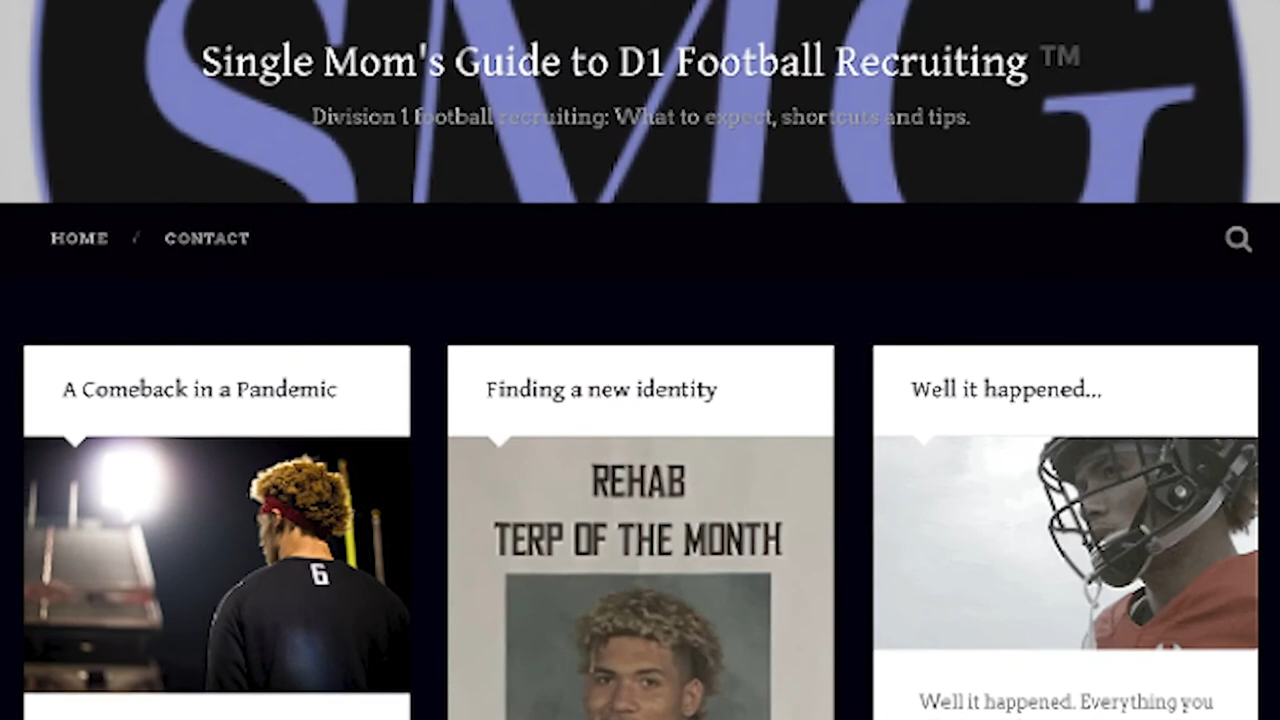 SMG
Single Mom's Guide to D1 Football Recruiting ™
Division 1 football recruiting: What to expect, shortcuts and tips.
HOME / CONTACT
A Comeback in a Pandemic
Finding a new identity
Well it happened...
6
REHAB
TERP OF THE MONTH
Well it happened. Everything you